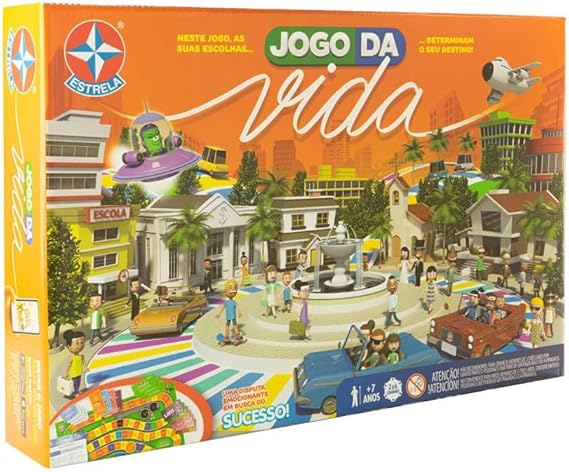 ESTRELA
NESTE JOGO, AS
SUAS ESCOLHAS...
JOGO DA
vida
... DETERMINAM
O SEU DESTINO!
JOGO DA
vida
ESCOLA
UMA DISPUTA
EMOCIONANTE
EM BUSCA DO
SUCESSO!
+7
ANOS
ATENÇÃO!
¡ATENCIÓN!